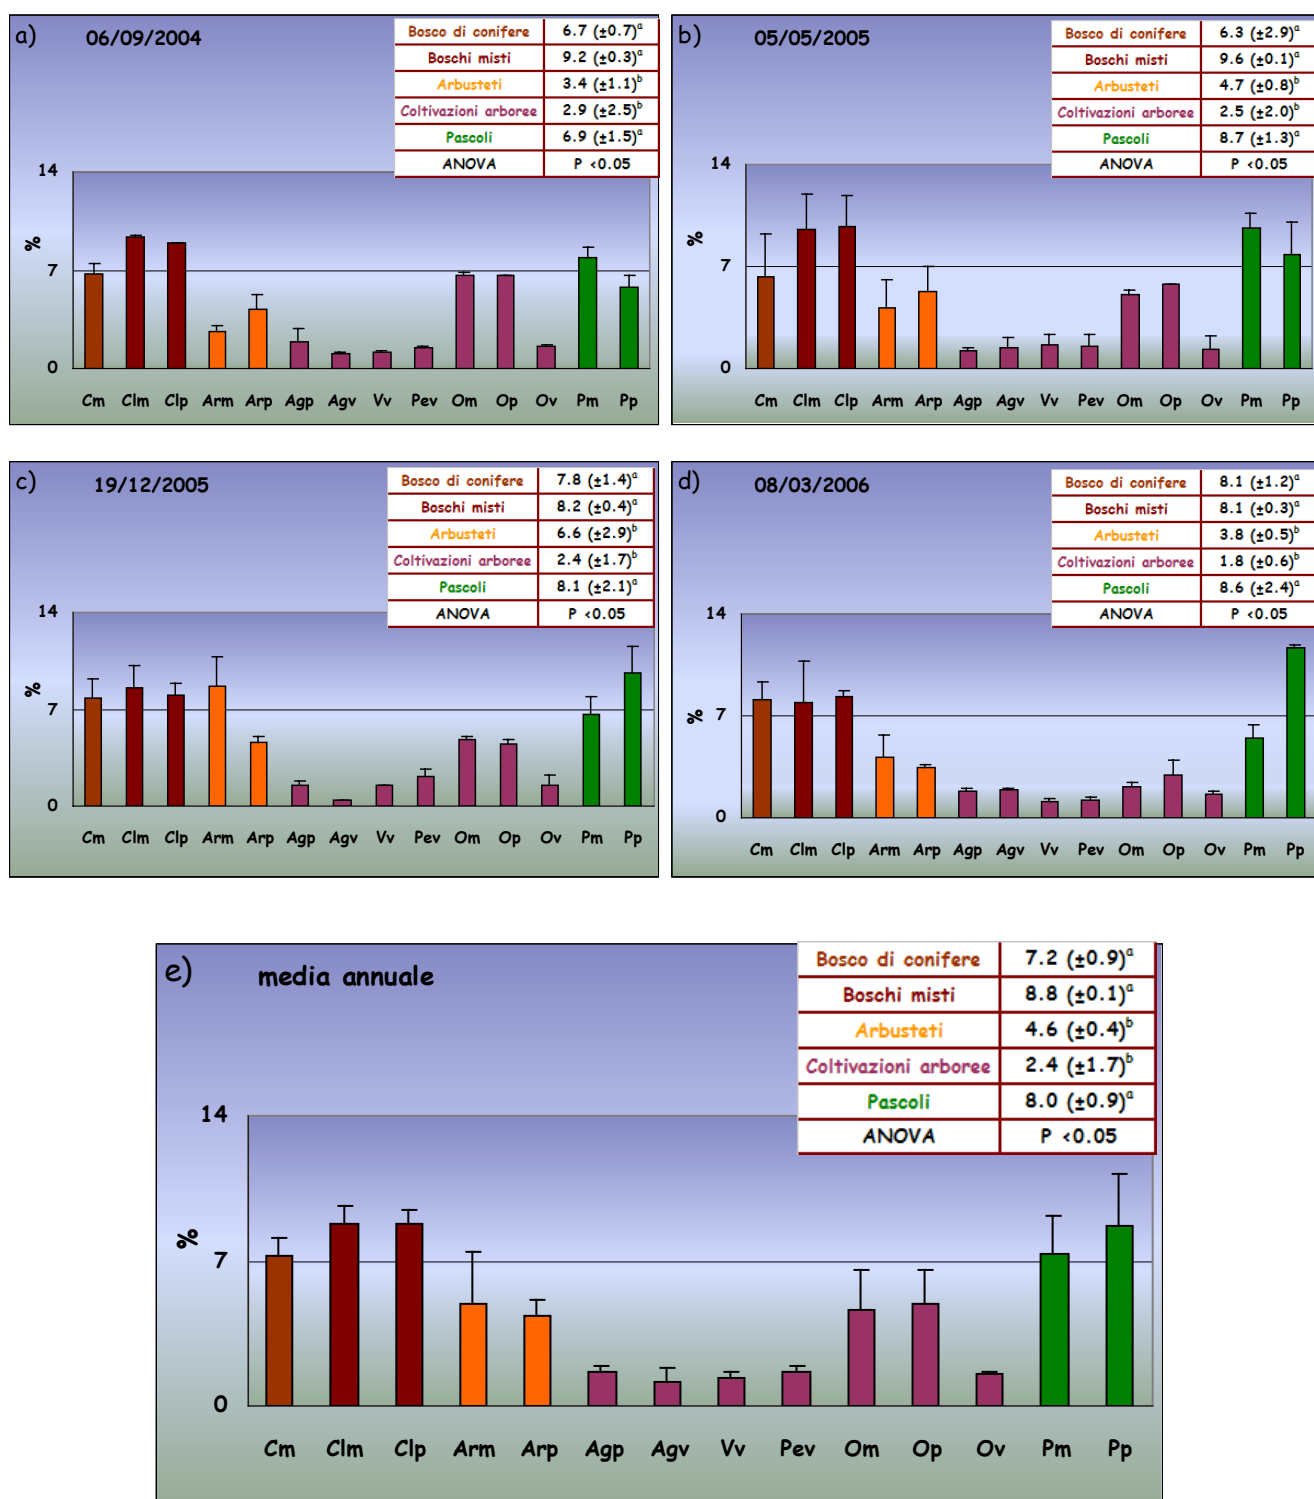 a) 06/09/2004
Bosco di conifere 6.7 (±0.7)ᵃ
Boschi misti 9.2 (±0.3)ᵃ
Arbusteti 3.4 (±1.1)ᵇ
Coltivazioni arboree 2.9 (±2.5)ᵇ
Pascoli 6.9 (±1.5)ᵃ
ANOVA P <0.05
14
%
7
0
Cm Clm Clp Arm Arp Agp Agv Vv Pev Om Op Ov Pm Pp
b) 05/05/2005
Bosco di conifere 6.3 (±2.9)ᵃ
Boschi misti 9.6 (±0.1)ᵃ
Arbusteti 4.7 (±0.8)ᵇ
Coltivazioni arboree 2.5 (±2.0)ᵇ
Pascoli 8.7 (±1.3)ᵃ
ANOVA P <0.05
14
%
7
0
Cm Clm Clp Arm Arp Agp Agv Vv Pev Om Op Ov Pm Pp
c) 19/12/2005
Bosco di conifere 7.8 (±1.4)ᵃ
Boschi misti 8.2 (±0.4)ᵃ
Arbusteti 6.6 (±2.9)ᵇ
Coltivazioni arboree 2.4 (±1.7)ᵇ
Pascoli 8.1 (±2.1)ᵃ
ANOVA P <0.05
14
%
7
0
Cm Clm Clp Arm Arp Agp Agv Vv Pev Om Op Ov Pm Pp
d) 08/03/2006
Bosco di conifere 8.1 (±1.2)ᵃ
Boschi misti 8.1 (±0.3)ᵃ
Arbusteti 3.8 (±0.5)ᵇ
Coltivazioni arboree 1.8 (±0.6)ᵇ
Pascoli 8.6 (±2.4)ᵃ
ANOVA P <0.05
14
%
7
0
Cm Clm Clp Arm Arp Agp Agv Vv Pev Om Op Ov Pm Pp
e) media annuale
Bosco di conifere 7.2 (±0.9)ᵃ
Boschi misti 8.8 (±0.1)ᵃ
Arbusteti 4.6 (±0.4)ᵇ
Coltivazioni arboree 2.4 (±1.7)ᵇ
Pascoli 8.0 (±0.9)ᵃ
ANOVA P <0.05
14
%
7
0
Cm Clm Clp Arm Arp Agp Agv Vv Pev Om Op Ov Pm Pp